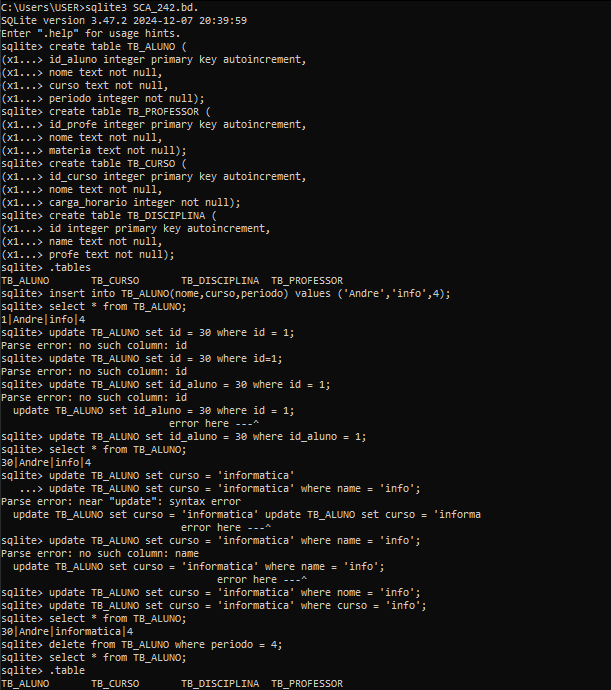 C:\Users\USER>sqlite3 SCA_242.bd.
SQLite version 3.47.2 2024-12-07 20:39:59
Enter ".help" for usage hints.
sqlite> create table TB_ALUNO (
(x1...> id_aluno integer primary key autoincrement,
(x1...> nome text not null,
(x1...> curso text not null,
(x1...> periodo integer not null);
sqlite> create table TB_PROFESSOR (
(x1...> id_profe integer primary key autoincrement,
(x1...> nome text not null,
(x1...> materia text not null);
sqlite> create table TB_CURSO (
(x1...> id_curso integer primary key autoincrement,
(x1...> nome text not null,
(x1...> carga_horario integer not null);
sqlite> create table TB_DISCIPLINA (
(x1...> id integer primary key autoincrement,
(x1...> name text not null,
(x1...> profe text not null);
sqlite> .tables
TB_ALUNO       TB_CURSO       TB_DISCIPLINA  TB_PROFESSOR
sqlite> insert into TB_ALUNO(nome,curso,periodo) values ('Andre','info',4);
sqlite> select * from TB_ALUNO;
1|Andre|info|4
sqlite> update TB_ALUNO set id = 30 where id = 1;
Parse error: no such column: id
sqlite> update TB_ALUNO set id = 30 where id=1;
Parse error: no such column: id
sqlite> update TB_ALUNO set id_aluno = 30 where id = 1;
Parse error: no such column: id
  update TB_ALUNO set id_aluno = 30 where id = 1;
                            error here ---^
sqlite> update TB_ALUNO set id_aluno = 30 where id_aluno = 1;
sqlite> select * from TB_ALUNO;
30|Andre|info|4
sqlite> update TB_ALUNO set curso = 'informatica'
   ...> update TB_ALUNO set curso = 'informatica' where name = 'info';
Parse error: near "update": syntax error
  update TB_ALUNO set curso = 'informatica' update TB_ALUNO set curso = 'informa
                              error here ---^
sqlite> update TB_ALUNO set curso = 'informatica' where name = 'info';
Parse error: no such column: name
  update TB_ALUNO set curso = 'informatica' where name = 'info';
                                    error here ---^
sqlite> update TB_ALUNO set curso = 'informatica' where nome = 'info';
sqlite> update TB_ALUNO set curso = 'informatica' where curso = 'info';
sqlite> select * from TB_ALUNO;
30|Andre|informatica|4
sqlite> delete from TB_ALUNO where periodo = 4;
sqlite> select * from TB_ALUNO;
sqlite> .table
TB_ALUNO       TB_CURSO       TB_DISCIPLINA  TB_PROFESSOR